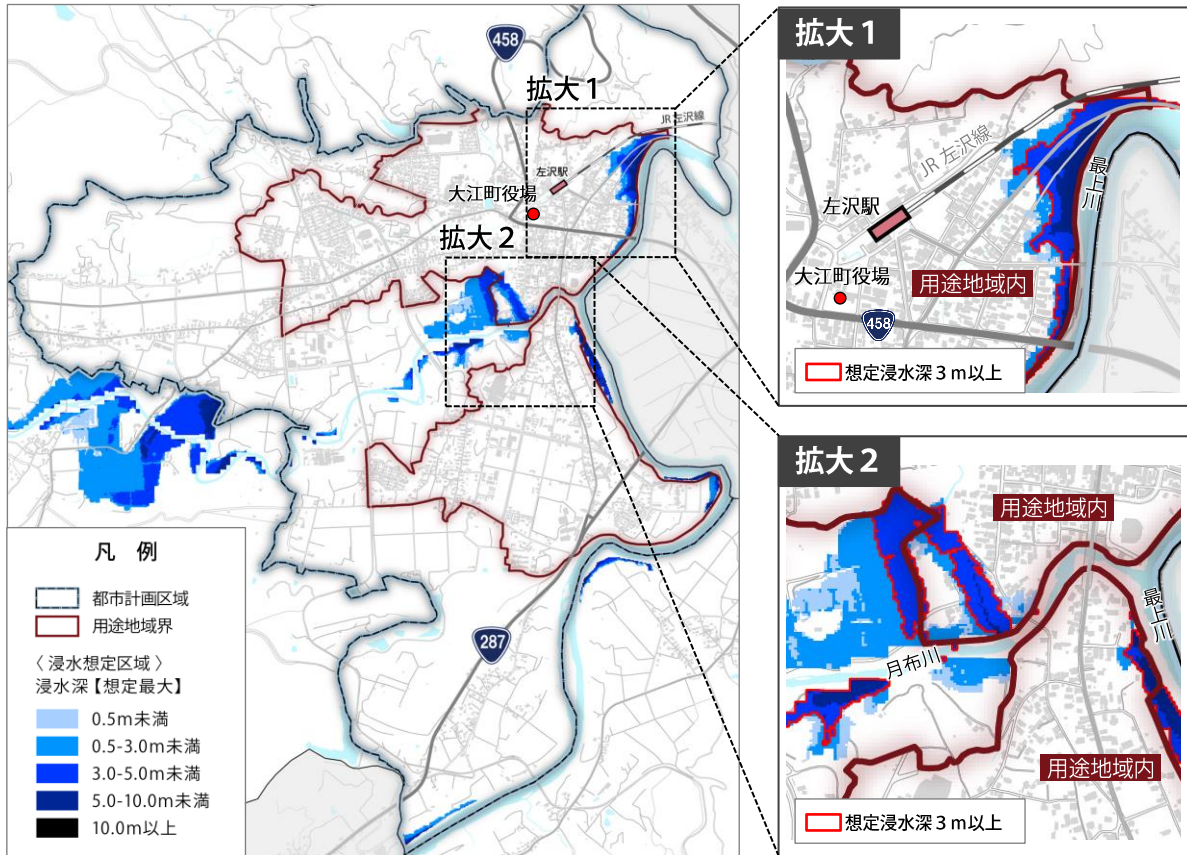 458
拡大1
JR 左沢線
左沢駅
大江町役場
拡大2
287
凡 例
都市計画区域
用途地域界
〈 浸水想定区域 〉
浸水深【想定最大】
0.5m未満
0.5-3.0m未満
3.0-5.0m未満
5.0-10.0m未満
10.0m以上
拡大1
JR 左沢線
最上川
左沢駅
大江町役場
用途地域内
458
想定浸水深3m以上
拡大2
用途地域内
最上川
月布川
用途地域内
想定浸水深3m以上